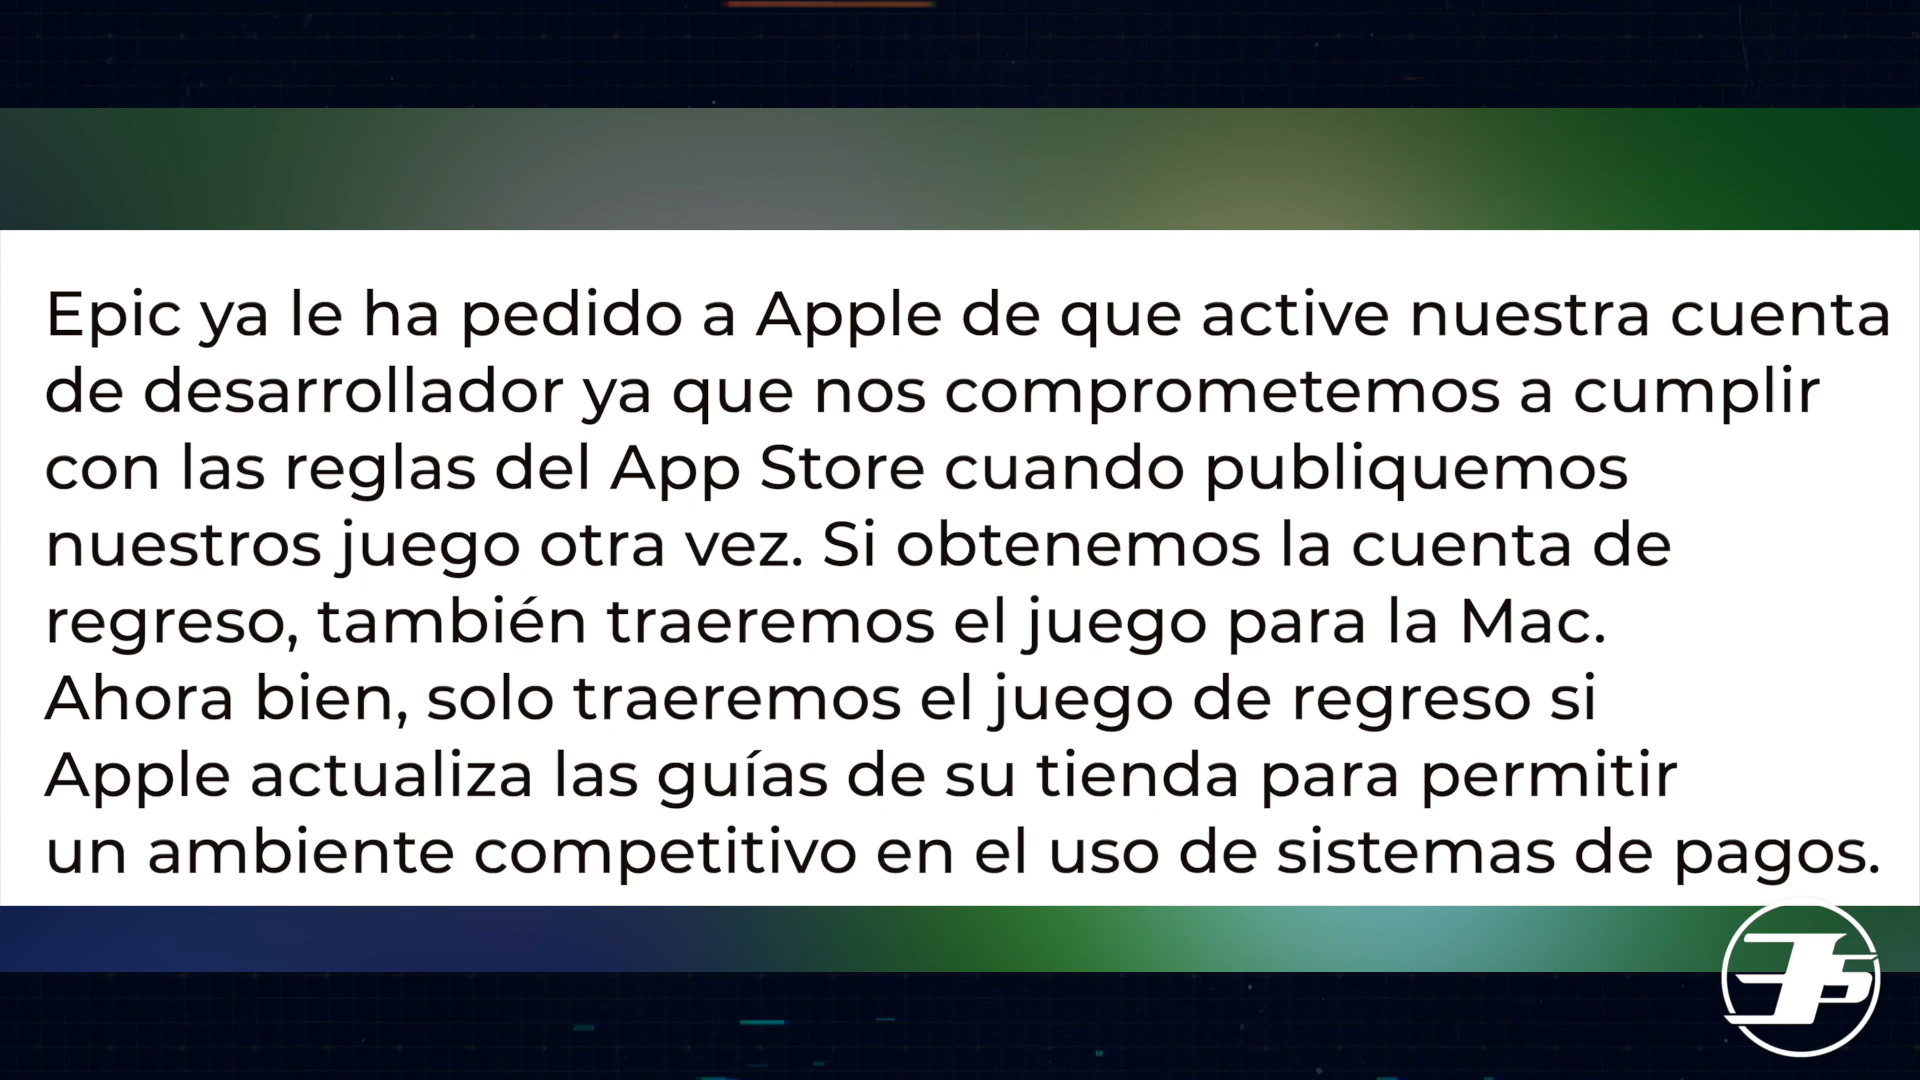 Epic ya le ha pedido a Apple de que active nuestra cuenta
de desarrollador ya que nos comprometemos a cumplir
con las reglas del App Store cuando publiquemos
nuestros juego otra vez. Si obtenemos la cuenta de
regreso, también traeremos el juego para la Mac.
Ahora bien, solo traeremos el juego de regreso si
Apple actualiza las guías de su tienda para permitir
un ambiente competitivo en el uso de sistemas de pagos.